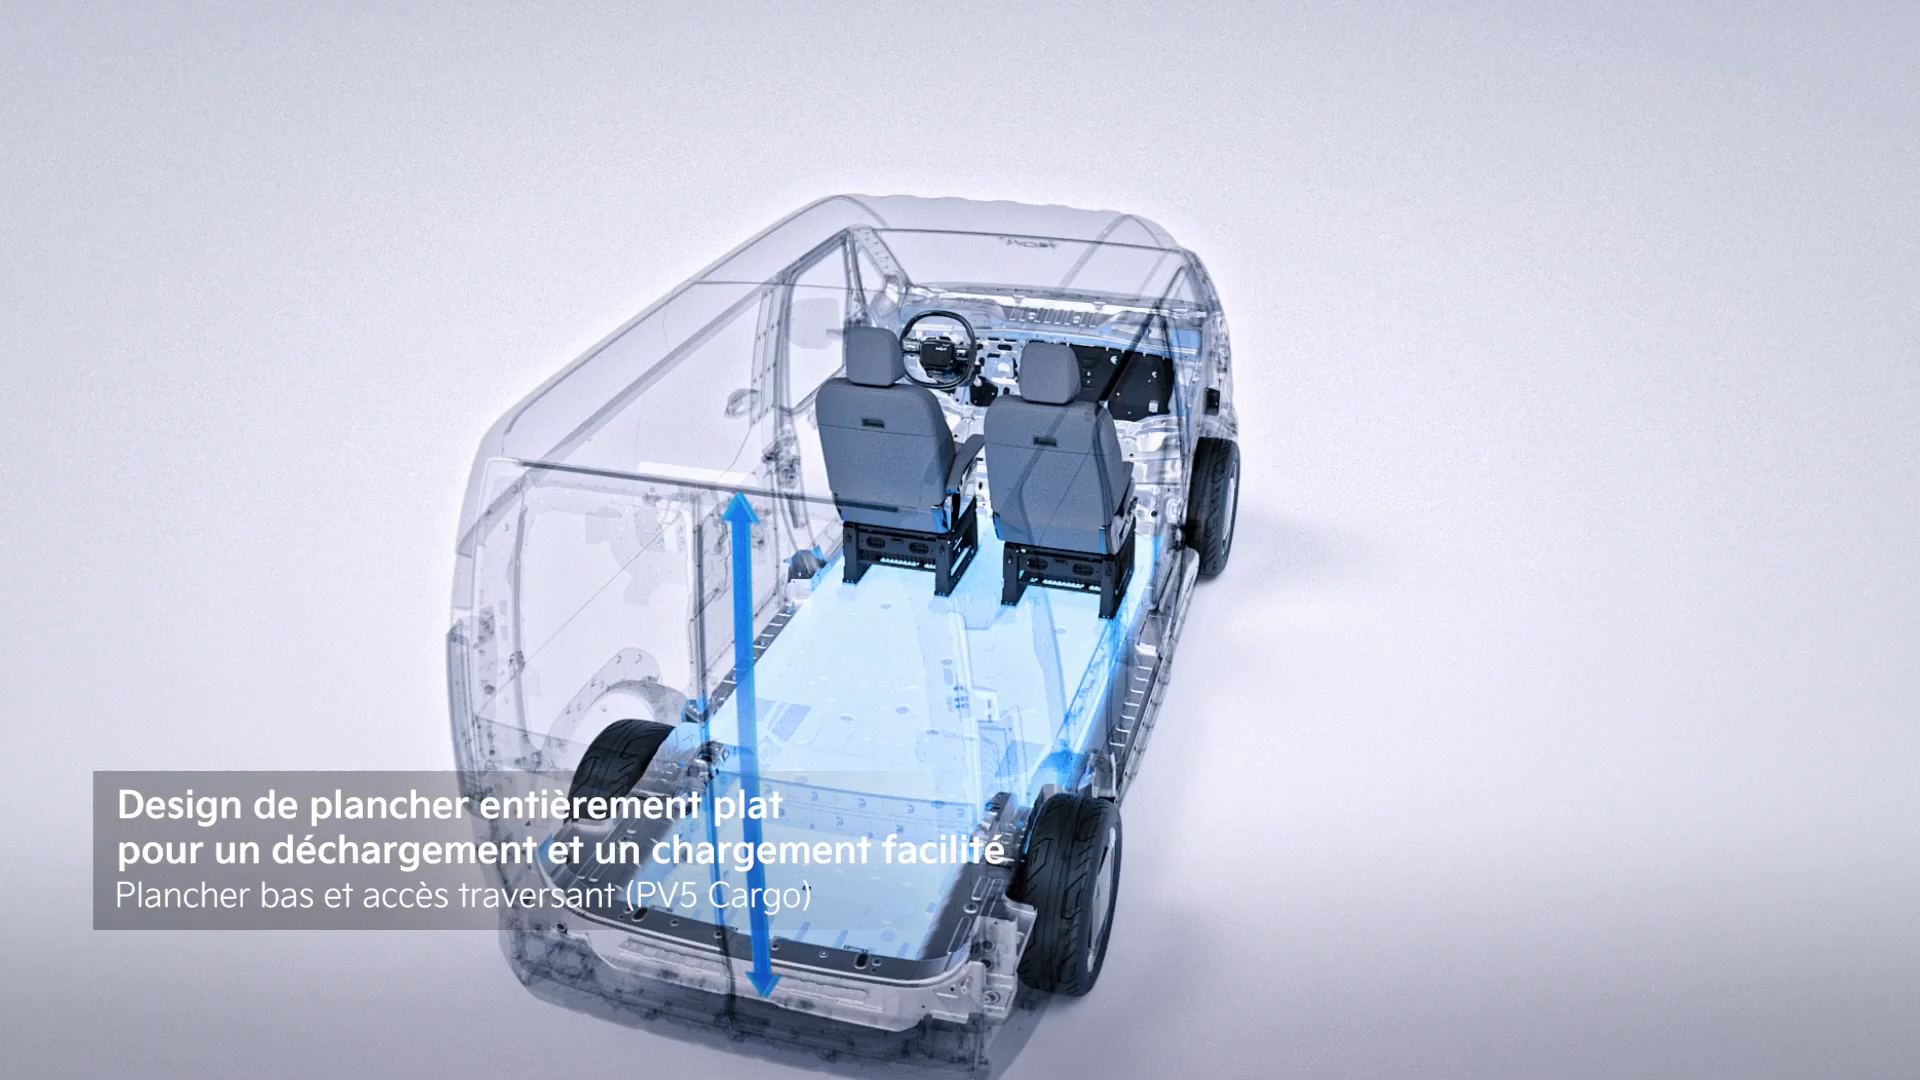 Design de plancher entièrement plat
pour un déchargement et un chargement facilité
Plancher bas et accès traversant (PV5 Cargo)